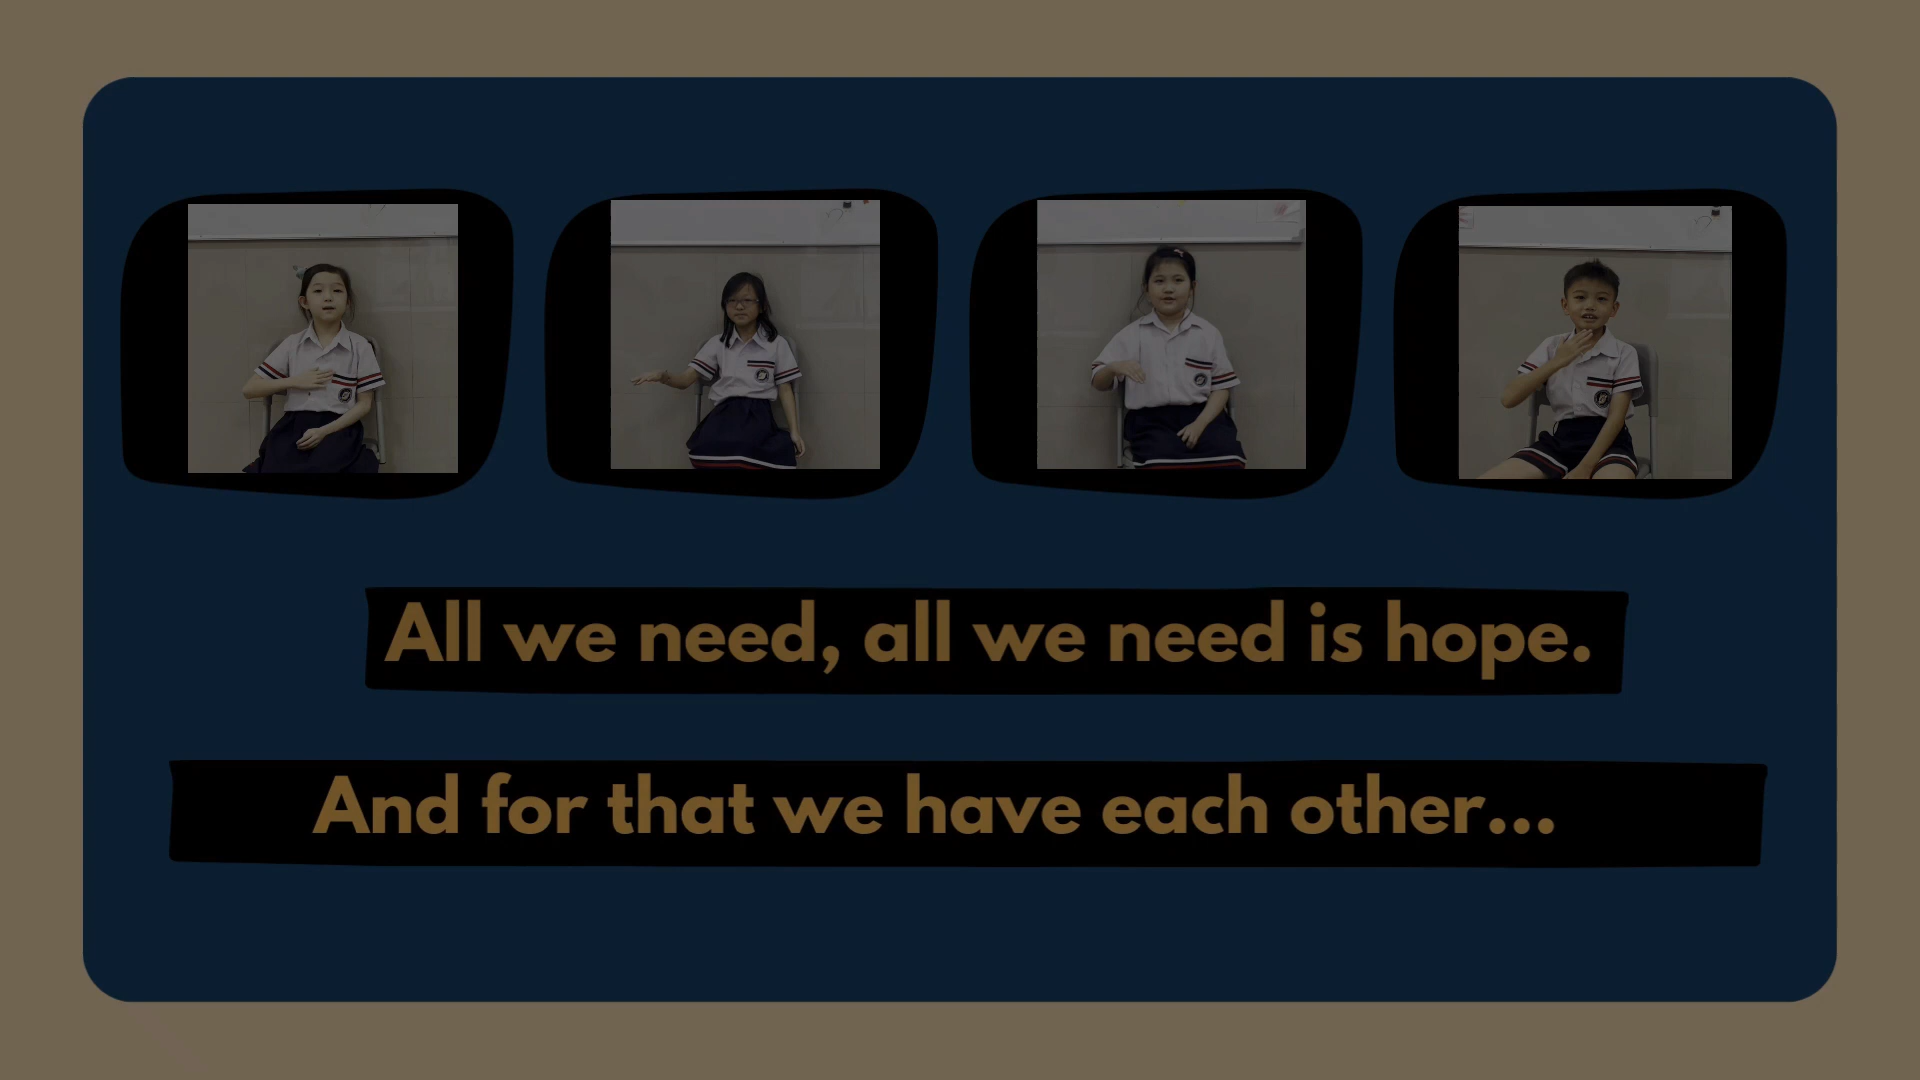 All we need, all we need is hope.
And for that we have each other...